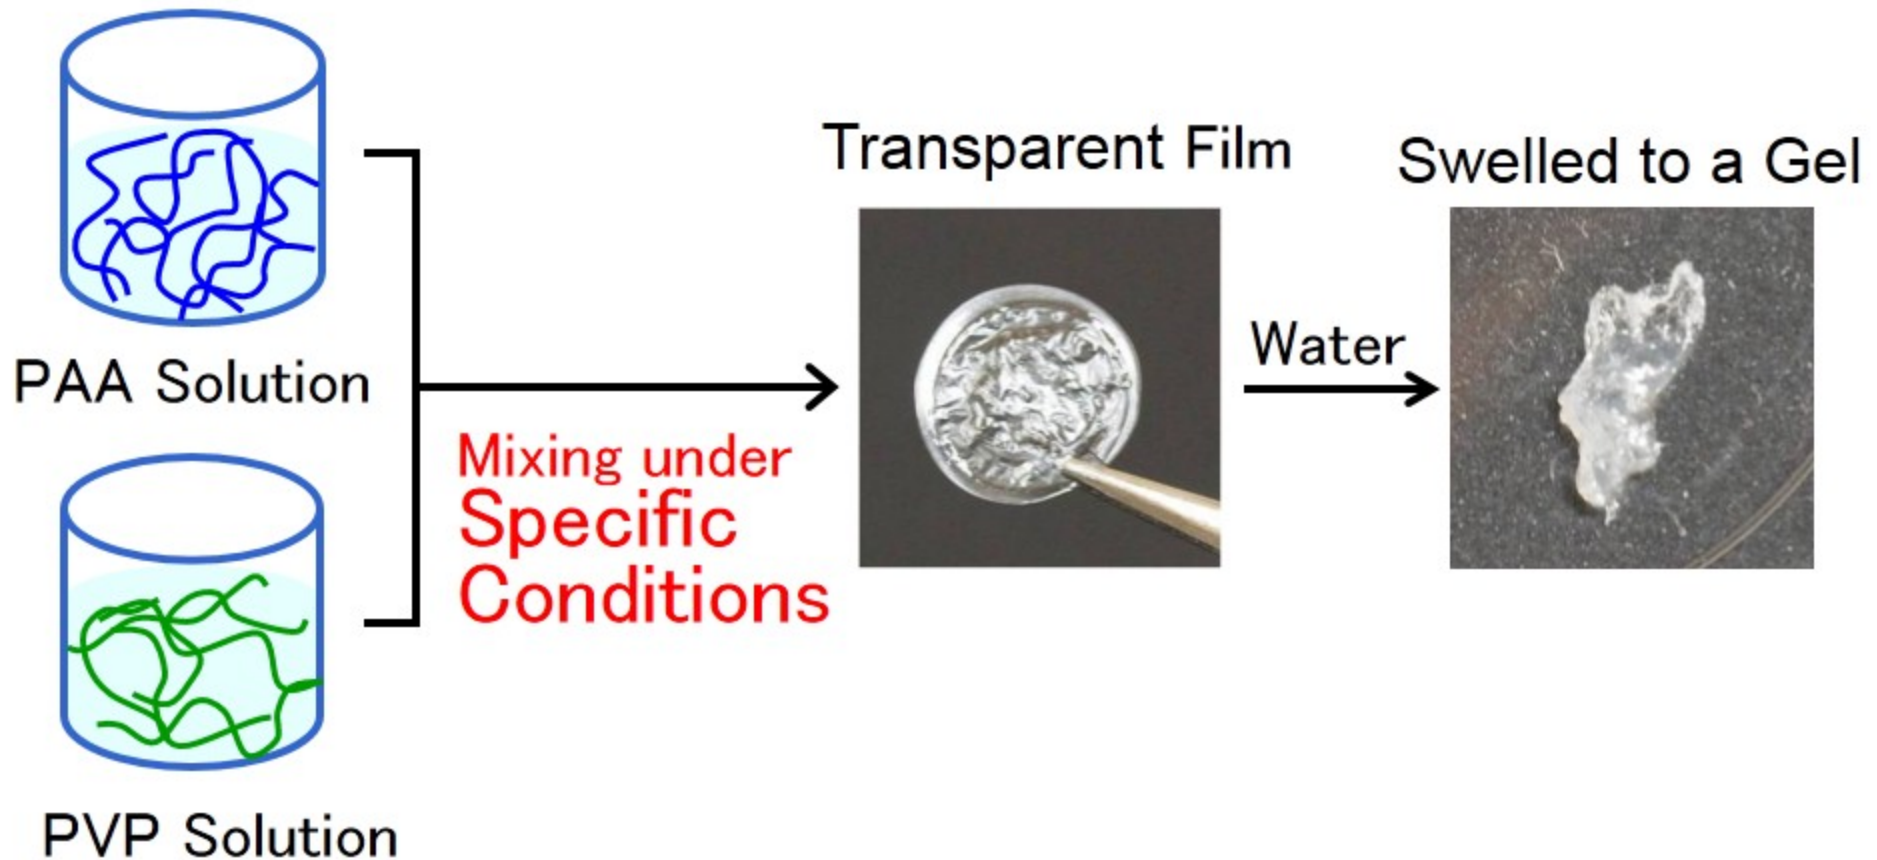 PAA Solution
PVP Solution
Mixing under
Specific
Conditions
Transparent Film
Water
Swelled to a Gel